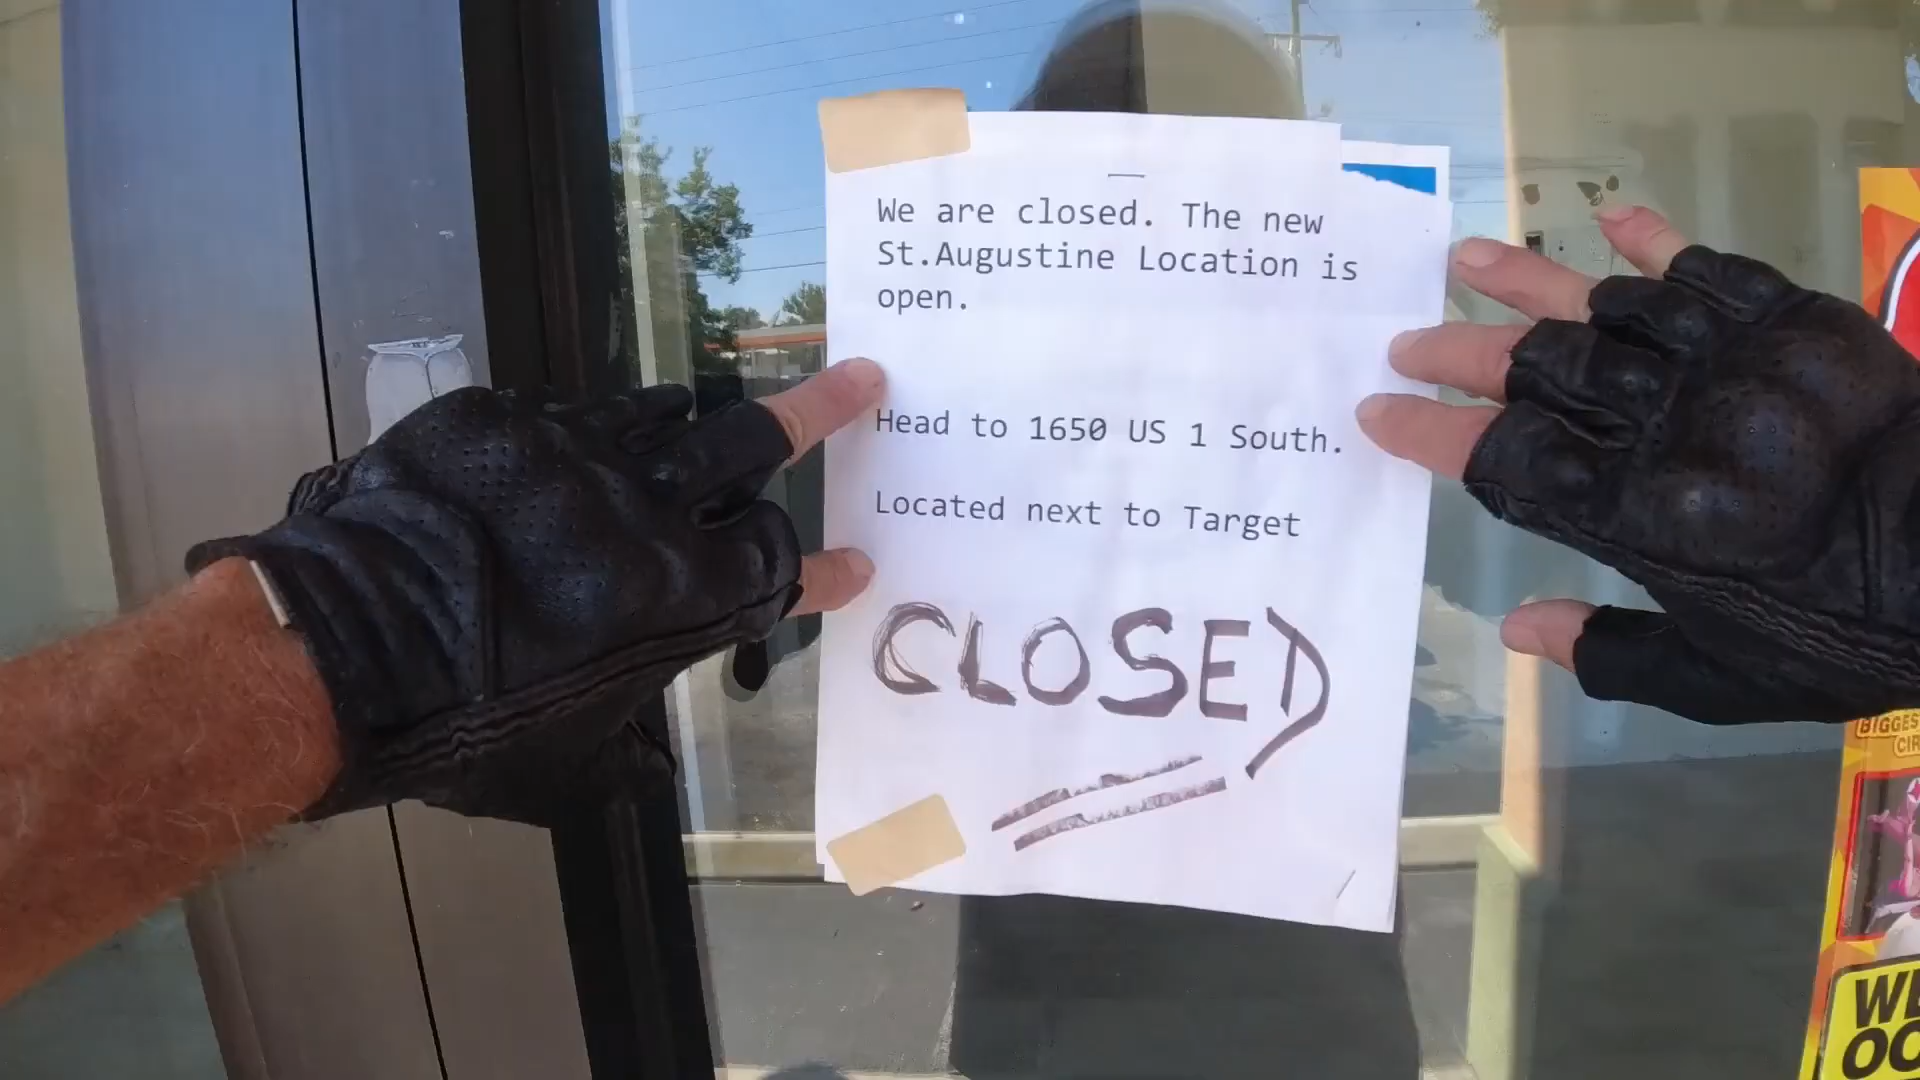 We are closed. The new
St.Augustine Location is
open.
Head to 1650 US 1 South.
Located next to Target
CLOSED